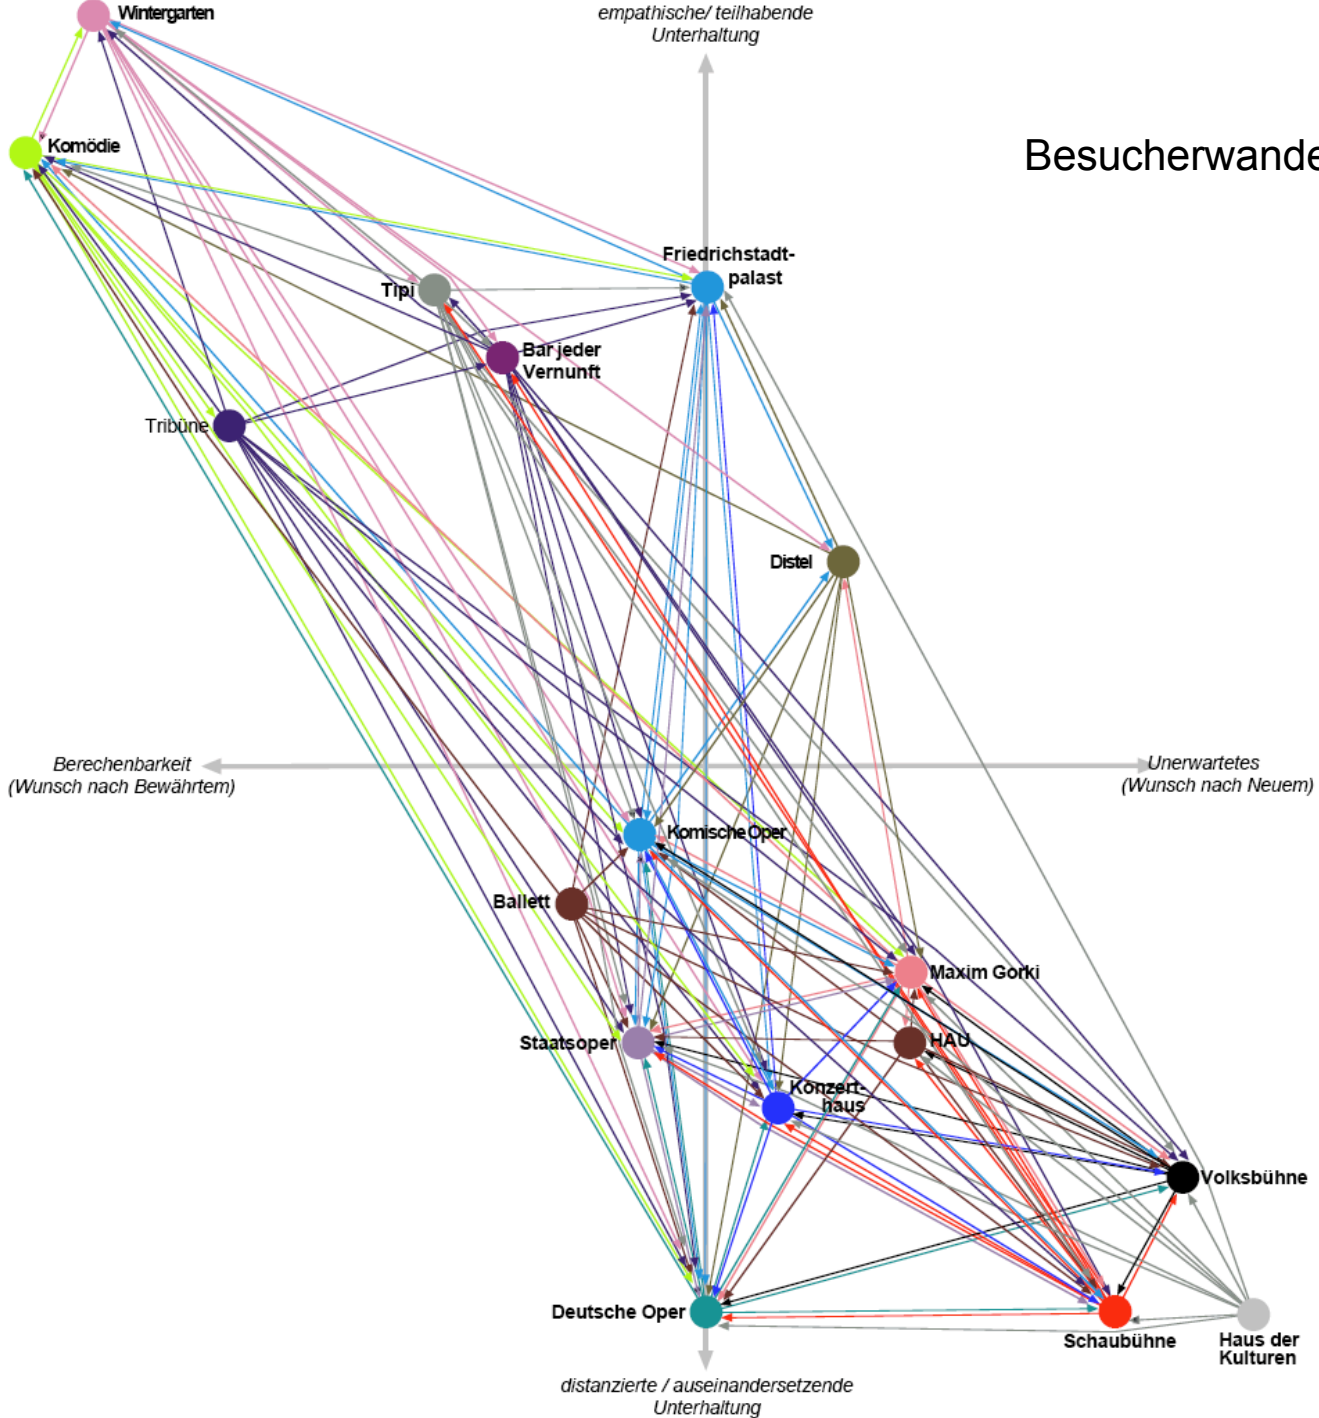 Wintergarten
empathische/ teilhabende
Unterhaltung
Komödie
Besucherwande
Friedrichstadt-
palast
Tipi
Bar jeder
Vernunft
Tribüne
Distel
Berechenbarkeit
(Wunsch nach Bewährtem)
Unerwartetes
(Wunsch nach Neuem)
Komische Oper
Ballett
Maxim Gorki
Staatsoper
HAU
Konzert-
haus
Volksbühne
Deutsche Oper
Schaubühne
Haus der
Kulturen
distanzierte / auseinandersetzende
Unterhaltung